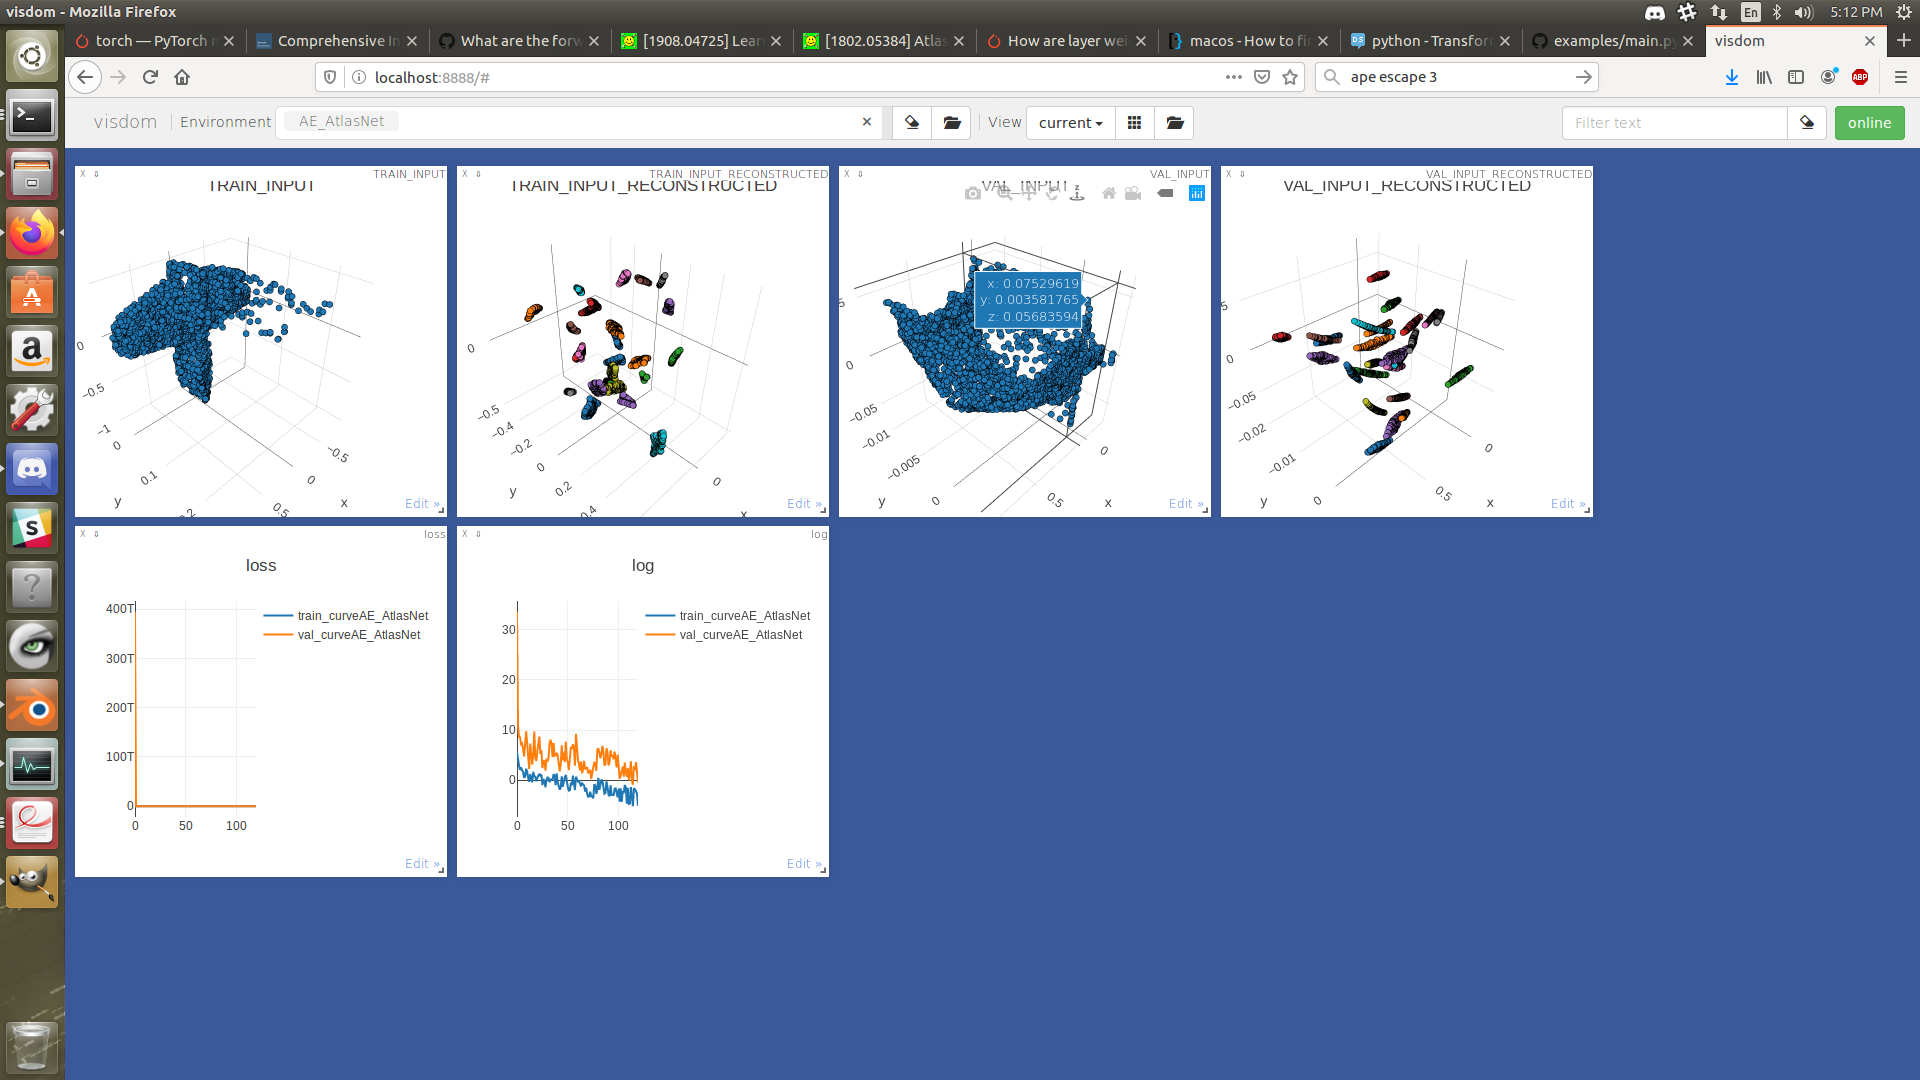 visdom - Mozilla Firefox
En
5:12 PM
torch — PyTorch
Comprehensive In
What are the forw
[1908.04725] Lear
[1802.05384] Atlas
How are layer wei
macos - How to fi
python - Transfor
examples/main.py
visdom
localhost:8888/#
ape escape 3
ABP
visdom
Environment
AE_AtlasNet
View
current
Filter text
online
X
TRAIN_INPUT
TRAIN_INPUT
0
−0.5
−1
0
0.1
y
0.2
0.5
0
−0.5
x
Edit »
X
TRAIN_INPUT_RECONSTRUCTED
TRAIN_INPUT_RECONSTRUCTED
0
−0.5
−0.4
−0.2
0
0.2
0.4
y
0
x
Edit »
X
VAL_INPUT
VAL_INPUT
x: 0.07529619
y: 0.003581765
z: 0.05683594
5
0
−0.05
−0.01
−0.005
0
y
0.5
0
x
Edit »
X
VAL_INPUT_RECONSTRUCTED
VAL_INPUT_RECONSTRUCTED
5
0
−0.05
−0.02
−0.01
0
y
0.5
0
x
Edit »
X
loss
loss
400T
300T
200T
100T
0
0
50
100
train_curveAE_AtlasNet
val_curveAE_AtlasNet
Edit »
X
log
log
30
20
10
0
0
50
100
train_curveAE_AtlasNet
val_curveAE_AtlasNet
Edit »